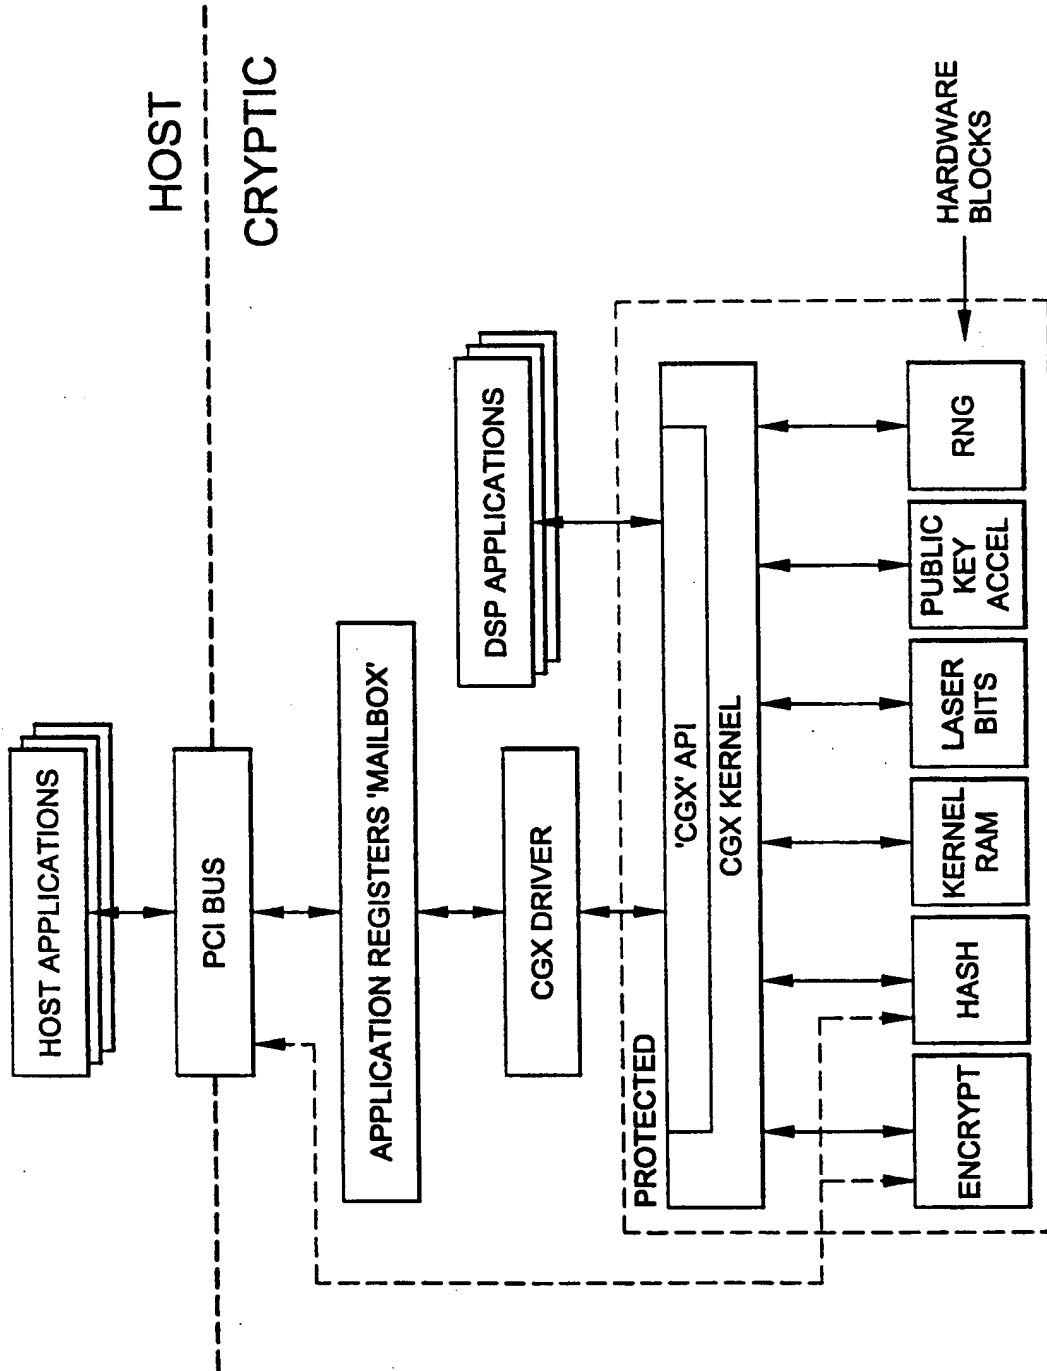 HOST
CRYPTIC
HOST APPLICATIONS
PCI BUS
APPLICATION REGISTERS 'MAILBOX'
CGX DRIVER
DSP APPLICATIONS
PROTECTED
'CGX' API
CGX KERNEL
ENCRYPT
HASH
KERNEL
RAM
LASER
BITS
PUBLIC
KEY
ACCEL
RNG
HARDWARE
BLOCKS